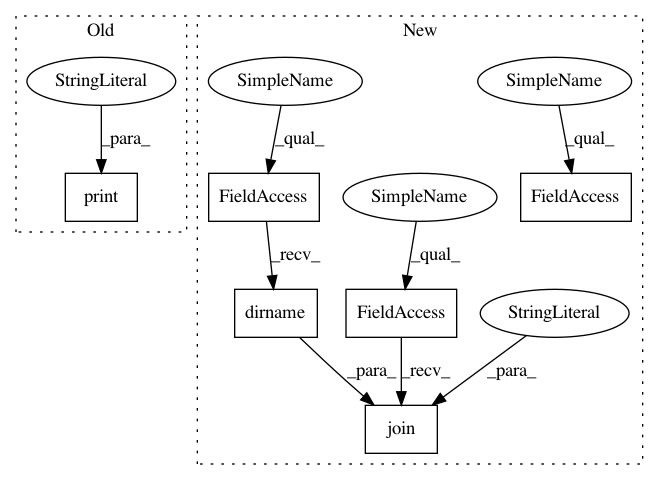 Old
New
StringLiteral
SimpleName
SimpleName
_para_
_qual_
_qual_
print
FieldAccess
SimpleName
FieldAccess
_recv_
_qual_
dirname
FieldAccess
StringLiteral
_para_
_recv_
_para_
join